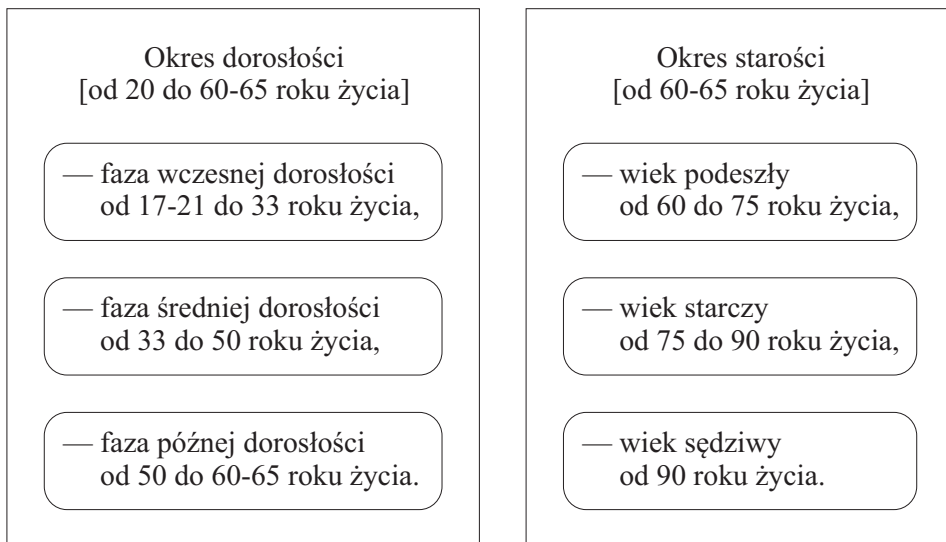 Okres dorosłości
[od 20 do 60-65 roku życia]
— faza wczesnej dorosłości
od 17-21 do 33 roku życia,
— faza średniej dorosłości
od 33 do 50 roku życia,
— faza późnej dorosłości
od 50 do 60-65 roku życia.
Okres starości
[od 60-65 roku życia]
— wiek podeszły
od 60 do 75 roku życia,
— wiek starczy
od 75 do 90 roku życia,
— wiek sędziwy
od 90 roku życia.